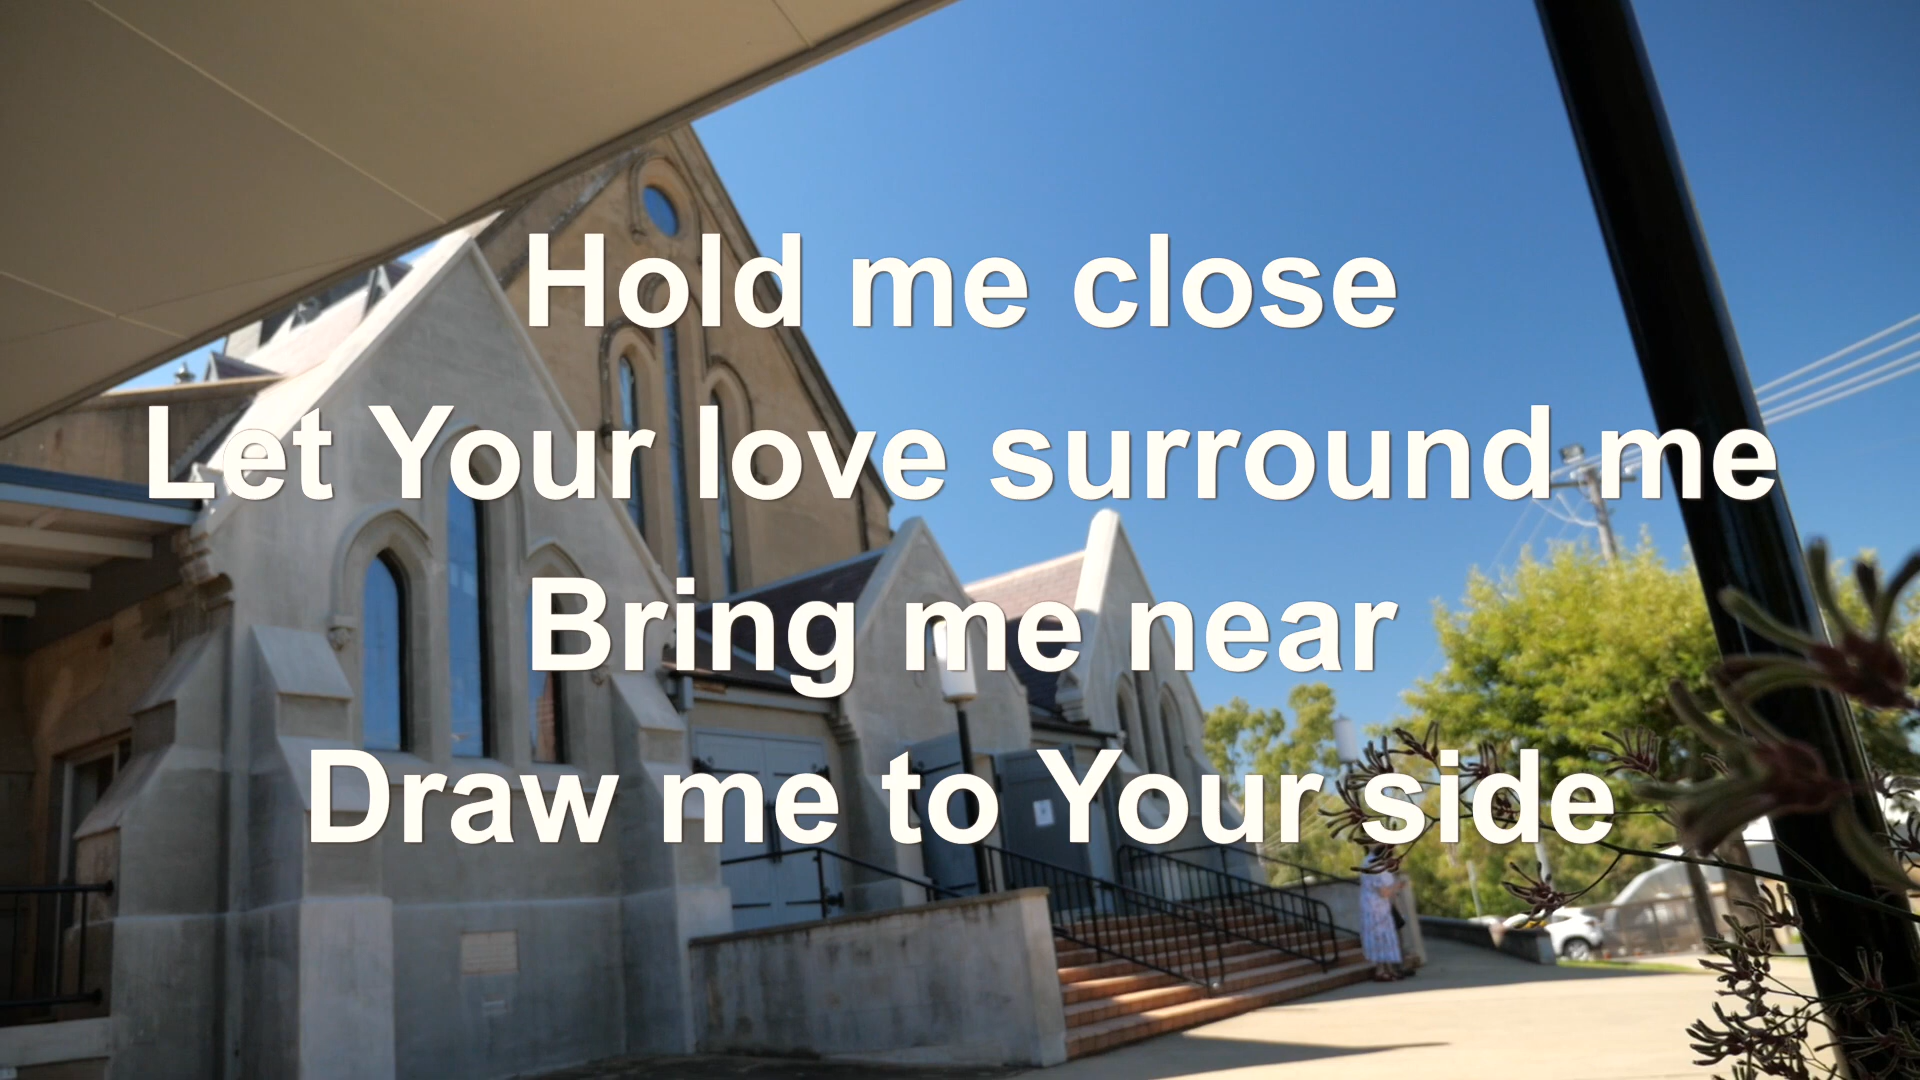 Hold me close
Let Your love surround me
Bring me near
Draw me to Your side